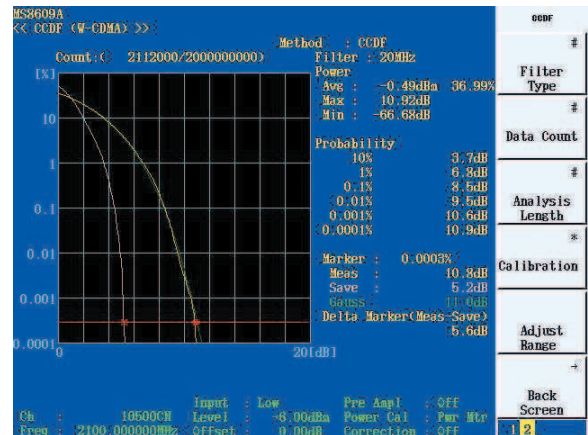 MS8609A
<< CCDF (W-CDMA) >>
Method : CCDF
Count:( 2112000/2000000000) Filter : 20MHz
[%]
10
1
0.1
0.01
0.001
0.0001
0
20[dB]
Power
Avg : -0.49dBm 36.99%
Max : 10.92dB
Min : -66.68dB
Probability
10% 3.7dB
1% 6.8dB
0.1% 8.5dB
0.01% 9.5dB
0.001% 10.6dB
0.0001% 10.9dB
Marker : 0.0003%
Meas : 10.8dB
Save : 5.2dB
Gauss : 11.0dB
Delta Marker(Meas-Save)
5.6dB
Input : Low Pre Ampl : Off
Ch : 10500CH Level : -6.00dBm Power Cal : Pwr Mtr
Freq : 2100.000000MHz Offset : 0.00dB Correction : Off
CCDF
#
Filter
Type
#
Data Count
#
Analysis
Length
*
Calibration
Adjust
Range
→
Back
Screen
1 2